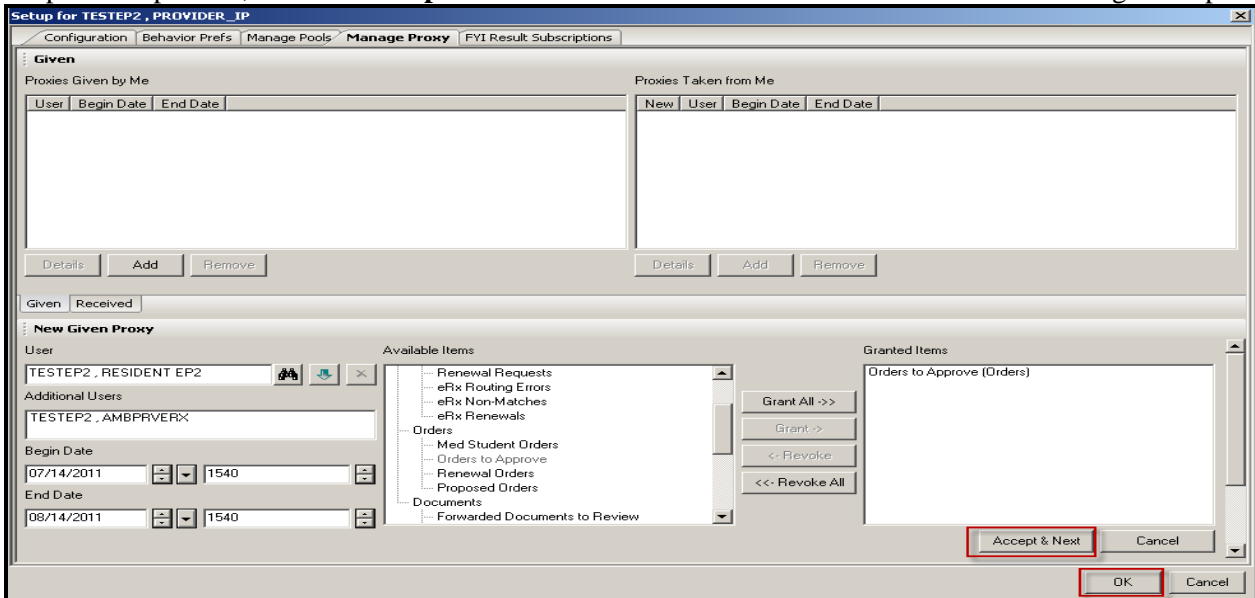 Setup for TESTEP2 , PROVIDER_IP
Configuration Behavior Prefs Manage Pools Manage Proxy FYI Result Subscriptions
Given
Proxies Given by Me Proxies Taken from Me
User Begin Date End Date New User Begin Date End Date
Details Add Remove Details Add Remove
Given Received
New Given Proxy
User Available Items Granted Items
TESTEP2 , RESIDENT EP2 Renewal Requests Orders to Approve (Orders)
eRx Routing Errors
Additional Users eRx Non-Matches Grant All ->>
TESTEP2 , AMBPRVERX eRx Renewals
Orders Grant ->
Med Student Orders
Begin Date Orders to Approve <- Revoke
07/14/2011 1540 Renewal Orders
Proposed Orders <<- Revoke All
End Date Documents
08/14/2011 1540 Forwarded Documents to Review
Accept & Next Cancel
OK Cancel